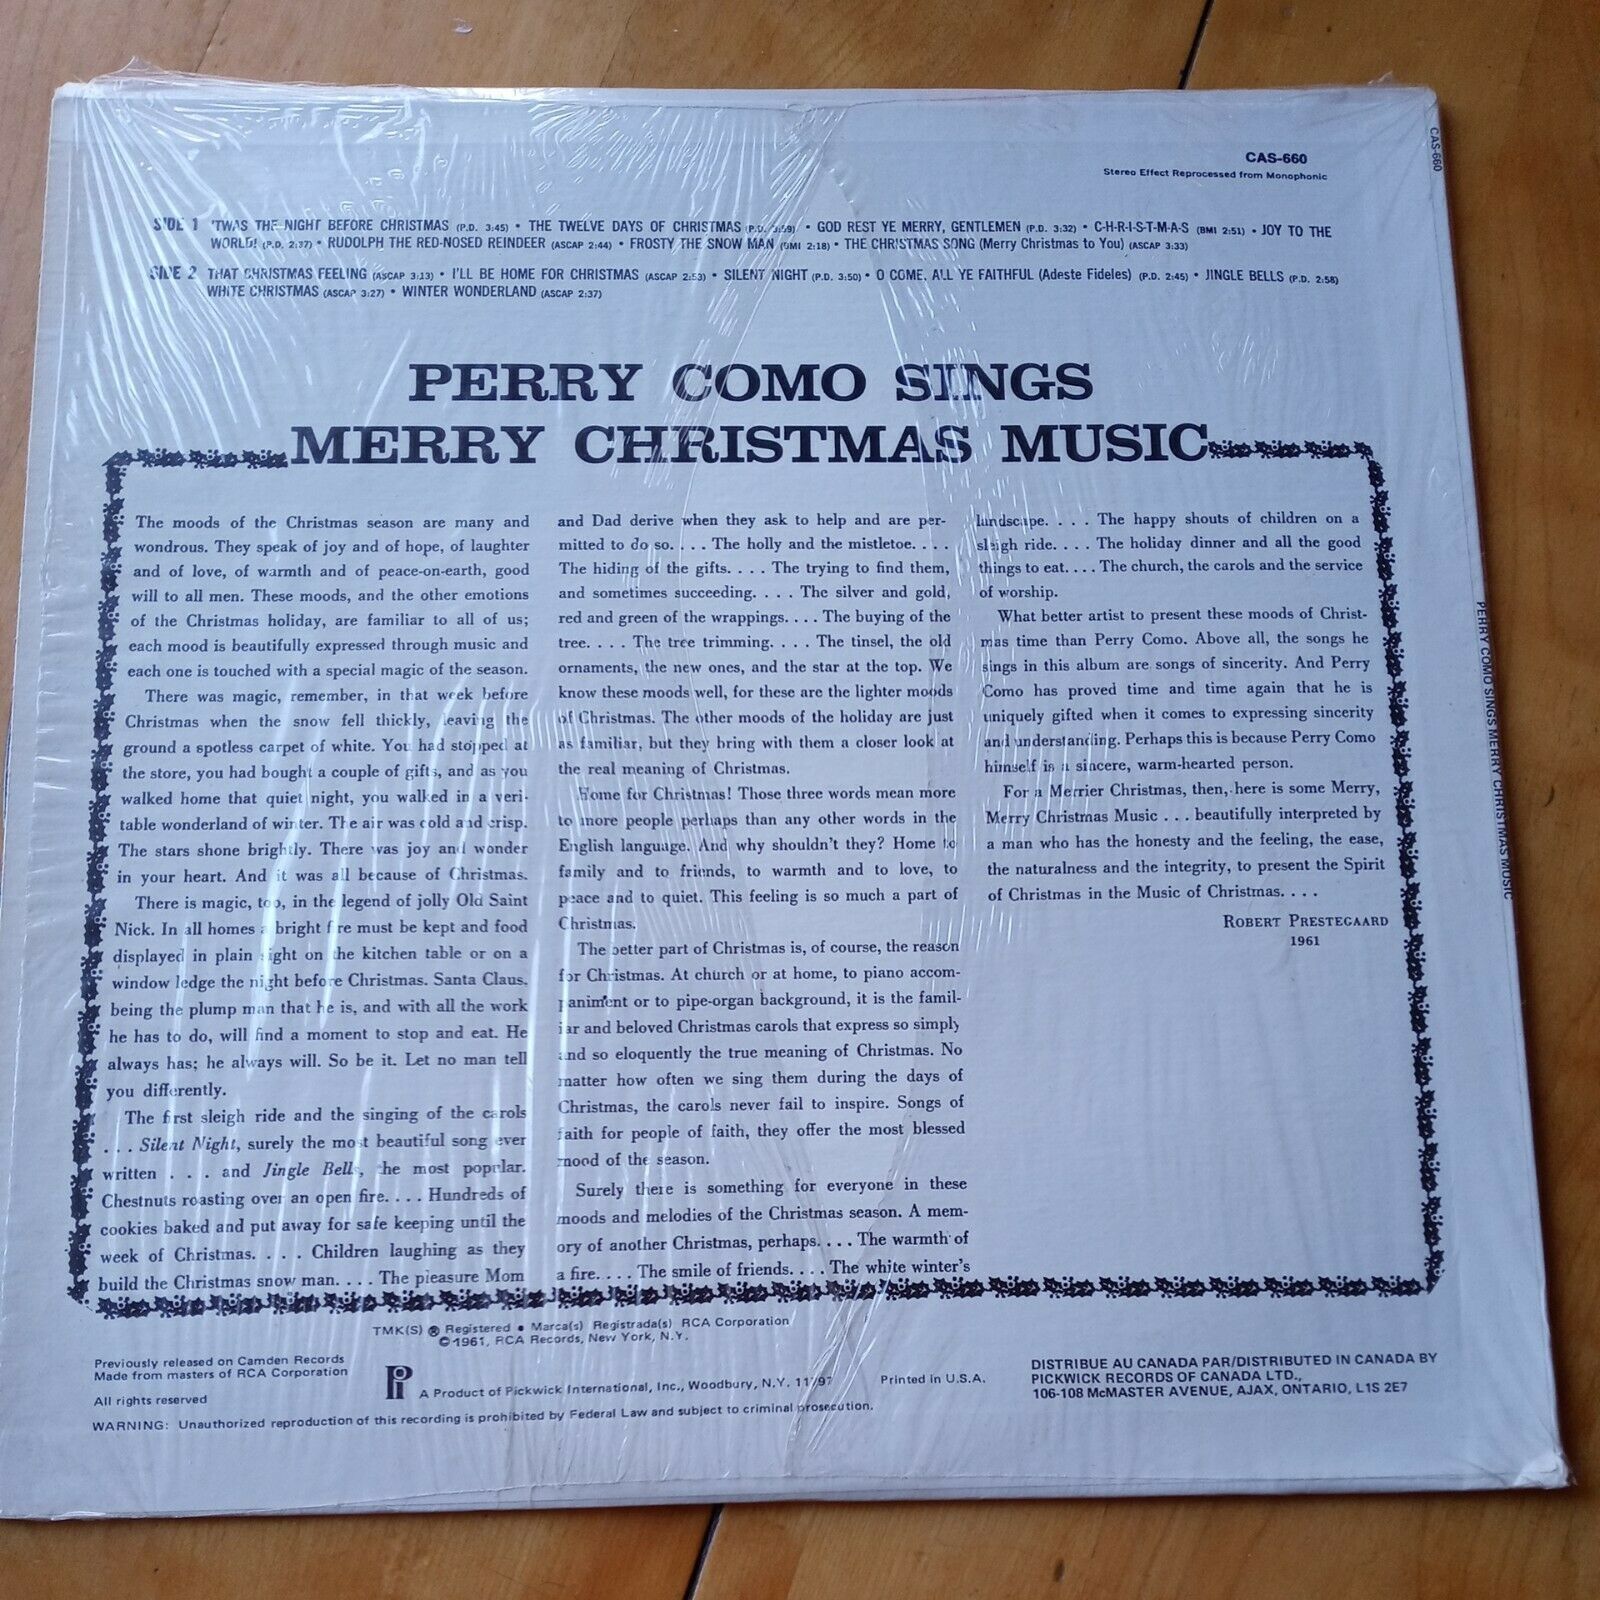 CAS-660
Stereo Effect Reprocessed from Monophonic
SIDE 1 'TWAS THE NIGHT BEFORE CHRISTMAS (P.D. 3:45) • THE TWELVE DAYS OF CHRISTMAS (P.D. 3:59) • GOD REST YE MERRY, GENTLEMEN (P.D. 3:32) • C-H-R-I-S-T-M-A-S (BMI 2:51) • JOY TO THE
WORLD! (P.D. 2:37) • RUDOLPH THE RED-NOSED REINDEER (ASCAP 2:44) • FROSTY THE SNOW MAN (BMI 2:18) • THE CHRISTMAS SONG (Merry Christmas to You) (ASCAP 3:33)
SIDE 2 THAT CHRISTMAS FEELING (ASCAP 3:13) • I'LL BE HOME FOR CHRISTMAS (ASCAP 2:53) • SILENT NIGHT (P.D. 3:50) • O COME, ALL YE FAITHFUL (Adeste Fideles) (P.D. 2:45) • JINGLE BELLS (P.D. 2:58)
WHITE CHRISTMAS (ASCAP 3:27) • WINTER WONDERLAND (ASCAP 2:37)
PERRY COMO SINGS
MERRY CHRISTMAS MUSIC
The moods of the Christmas season are many and
wondrous. They speak of joy and of hope, of laughter
and of love, of warmth and of peace-on-earth, good
will to all men. These moods, and the other emotions
of the Christmas holiday, are familiar to all of us;
each mood is beautifully expressed through music and
each one is touched with a special magic of the season.
There was magic, remember, in that week before
Christmas when the snow fell thickly, leaving the
ground a spotless carpet of white. You had stopped at
the store, you had bought a couple of gifts, and as you
walked home that quiet night, you walked in a veri-
table wonderland of winter. The air was cold and crisp.
The stars shone brightly. There was joy and wonder
in your heart. And it was all because of Christmas.
There is magic, too, in the legend of jolly Old Saint
Nick. In all homes a bright fire must be kept and food
displayed in plain sight on the kitchen table or on a
window ledge the night before Christmas. Santa Claus,
being the plump man that he is, and with all the work
he has to do, will find a moment to stop and eat. He
always has; he always will. So be it. Let no man tell
you differently.
The first sleigh ride and the singing of the carols
. . . Silent Night, surely the most beautiful song ever
written . . . and Jingle Bells, the most popular.
Chestnuts roasting over an open fire. . . . Hundreds of
cookies baked and put away for safe keeping until the
week of Christmas. . . . Children laughing as they
build the Christmas snow man. . . . The pleasure Mom
and Dad derive when they ask to help and are per-
mitted to do so. . . . The holly and the mistletoe. . . .
The hiding of the gifts. . . . The trying to find them,
and sometimes succeeding. . . . The silver and gold,
red and green of the wrappings. . . . The buying of the
tree. . . . The tree trimming. . . . The tinsel, the old
ornaments, the new ones, and the star at the top. We
know these moods well, for these are the lighter moods
of Christmas. The other moods of the holiday are just
as familiar, but they bring with them a closer look at
the real meaning of Christmas.
Home for Christmas! Those three words mean more
to more people perhaps than any other words in the
English language. And why shouldn't they? Home to
family and to friends, to warmth and to love, to
peace and to quiet. This feeling is so much a part of
Christmas.
The better part of Christmas is, of course, the reason
for Christmas. At church or at home, to piano accom-
paniment or to pipe-organ background, it is the famil-
iar and beloved Christmas carols that express so simply
and so eloquently the true meaning of Christmas. No
matter how often we sing them during the days of
Christmas, the carols never fail to inspire. Songs of
faith for people of faith, they offer the most blessed
mood of the season.
Surely there is something for everyone in these
moods and melodies of the Christmas season. A mem-
ory of another Christmas, perhaps. . . . The warmth of
a fire. . . . The smile of friends. . . . The white winter's
landscape. . . . The happy shouts of children on a
sleigh ride. . . . The holiday dinner and all the good
things to eat. . . . The church, the carols and the service
of worship.
What better artist to present these moods of Christ-
mas time than Perry Como. Above all, the songs he
sings in this album are songs of sincerity. And Perry
Como has proved time and time again that he is
uniquely gifted when it comes to expressing sincerity
and understanding. Perhaps this is because Perry Como
himself is a sincere, warm-hearted person.
For a Merrier Christmas, then, here is some Merry,
Merry Christmas Music . . . beautifully interpreted by
a man who has the honesty and the feeling, the ease,
the naturalness and the integrity, to present the Spirit
of Christmas in the Music of Christmas. . . .
ROBERT PRESTEGAARD
1961
TMK(S) ® Registered • Marca(s) Registrada(s) RCA Corporation
©1961, RCA Records, New York, N.Y.
Previously released on Camden Records
Made from masters of RCA Corporation
All rights reserved
Pi A Product of Pickwick International, Inc., Woodbury, N.Y. 11797
Printed in U.S.A.
WARNING: Unauthorized reproduction of this recording is prohibited by Federal Law and subject to criminal prosecution.
DISTRIBUE AU CANADA PAR/DISTRIBUTED IN CANADA BY
PICKWICK RECORDS OF CANADA LTD.,
106-108 McMASTER AVENUE, AJAX, ONTARIO, L1S 2E7
CAS-660
PERRY COMO SINGS MERRY CHRISTMAS MUSIC